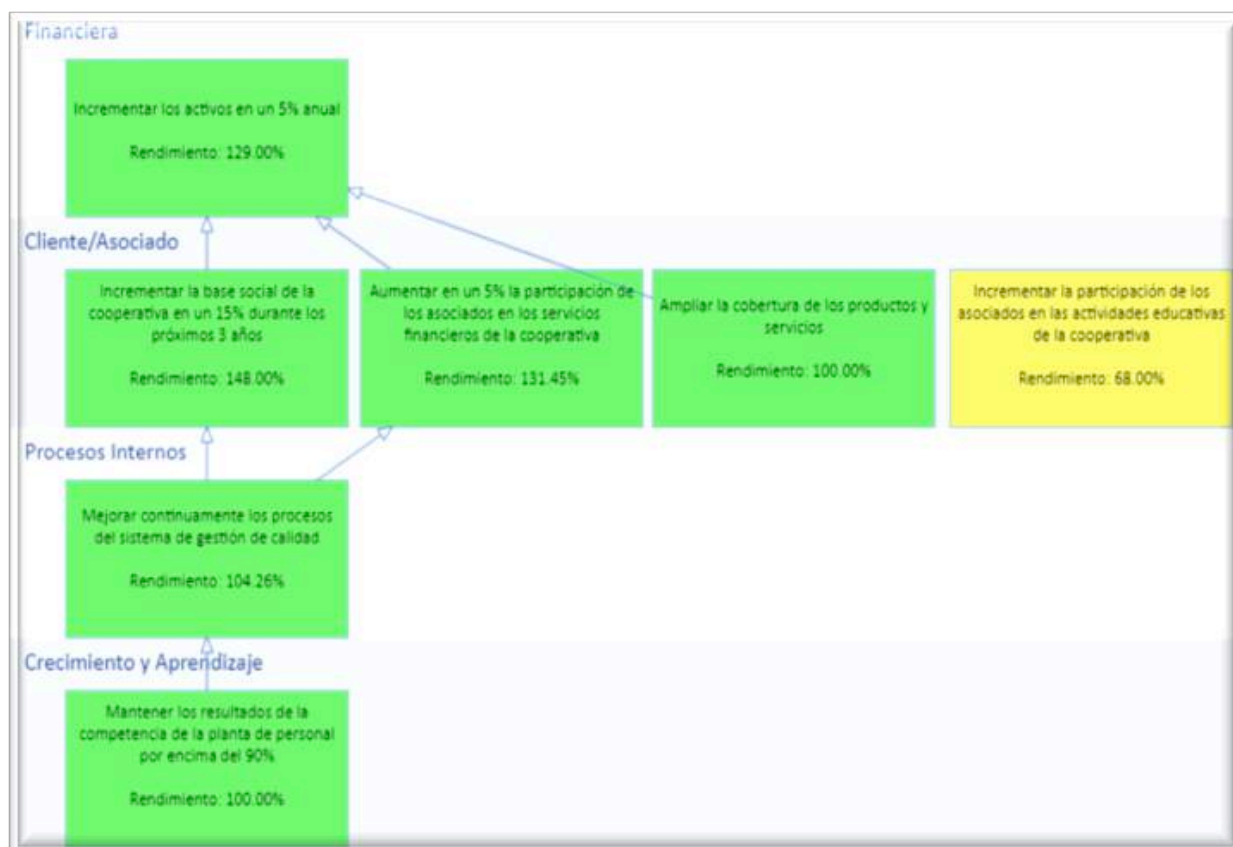 Financiera
Incrementar los activos en un 5% anual
Rendimiento: 129.00%
Cliente/Asociado
Incrementar la base social de la
cooperativa en un 15% durante los
próximos 3 años
Rendimiento: 148.00%
Aumentar en un 5% la participación de
los asociados en los servicios
financieros de la cooperativa
Rendimiento: 131.45%
Ampliar la cobertura de los productos y
servicios
Rendimiento: 100.00%
Incrementar la participación de los
asociados en las actividades educativas
de la cooperativa
Rendimiento: 68.00%
Procesos Internos
Mejorar continuamente los procesos
del sistema de gestión de calidad
Rendimiento: 104.26%
Crecimiento y Aprendizaje
Mantener los resultados de la
competencia de la planta de personal
por encima del 90%
Rendimiento: 100.00%